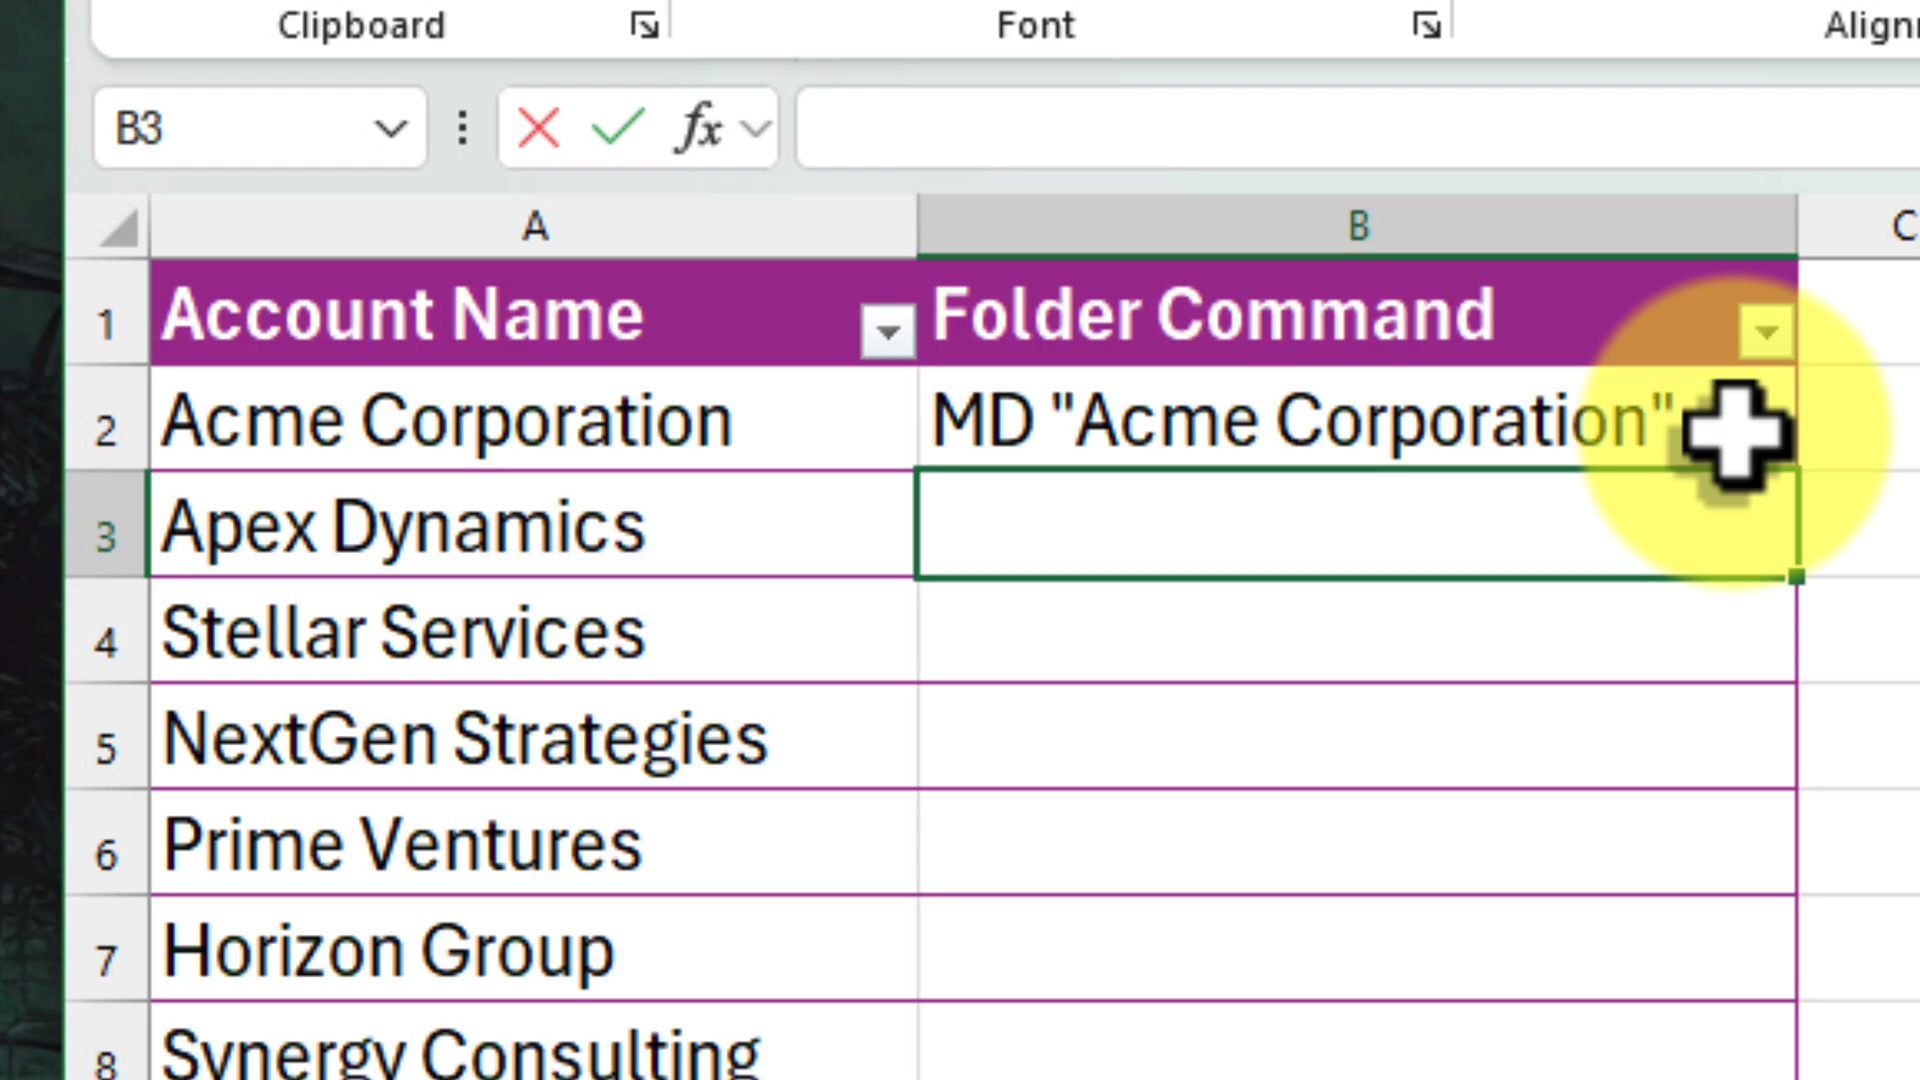 Clipboard Font
B3 fx
A B C
1 Account Name Folder Command
2 Acme Corporation MD "Acme Corporation"
3 Apex Dynamics
4 Stellar Services
5 NextGen Strategies
6 Prime Ventures
7 Horizon Group
8 Synergy Consulting